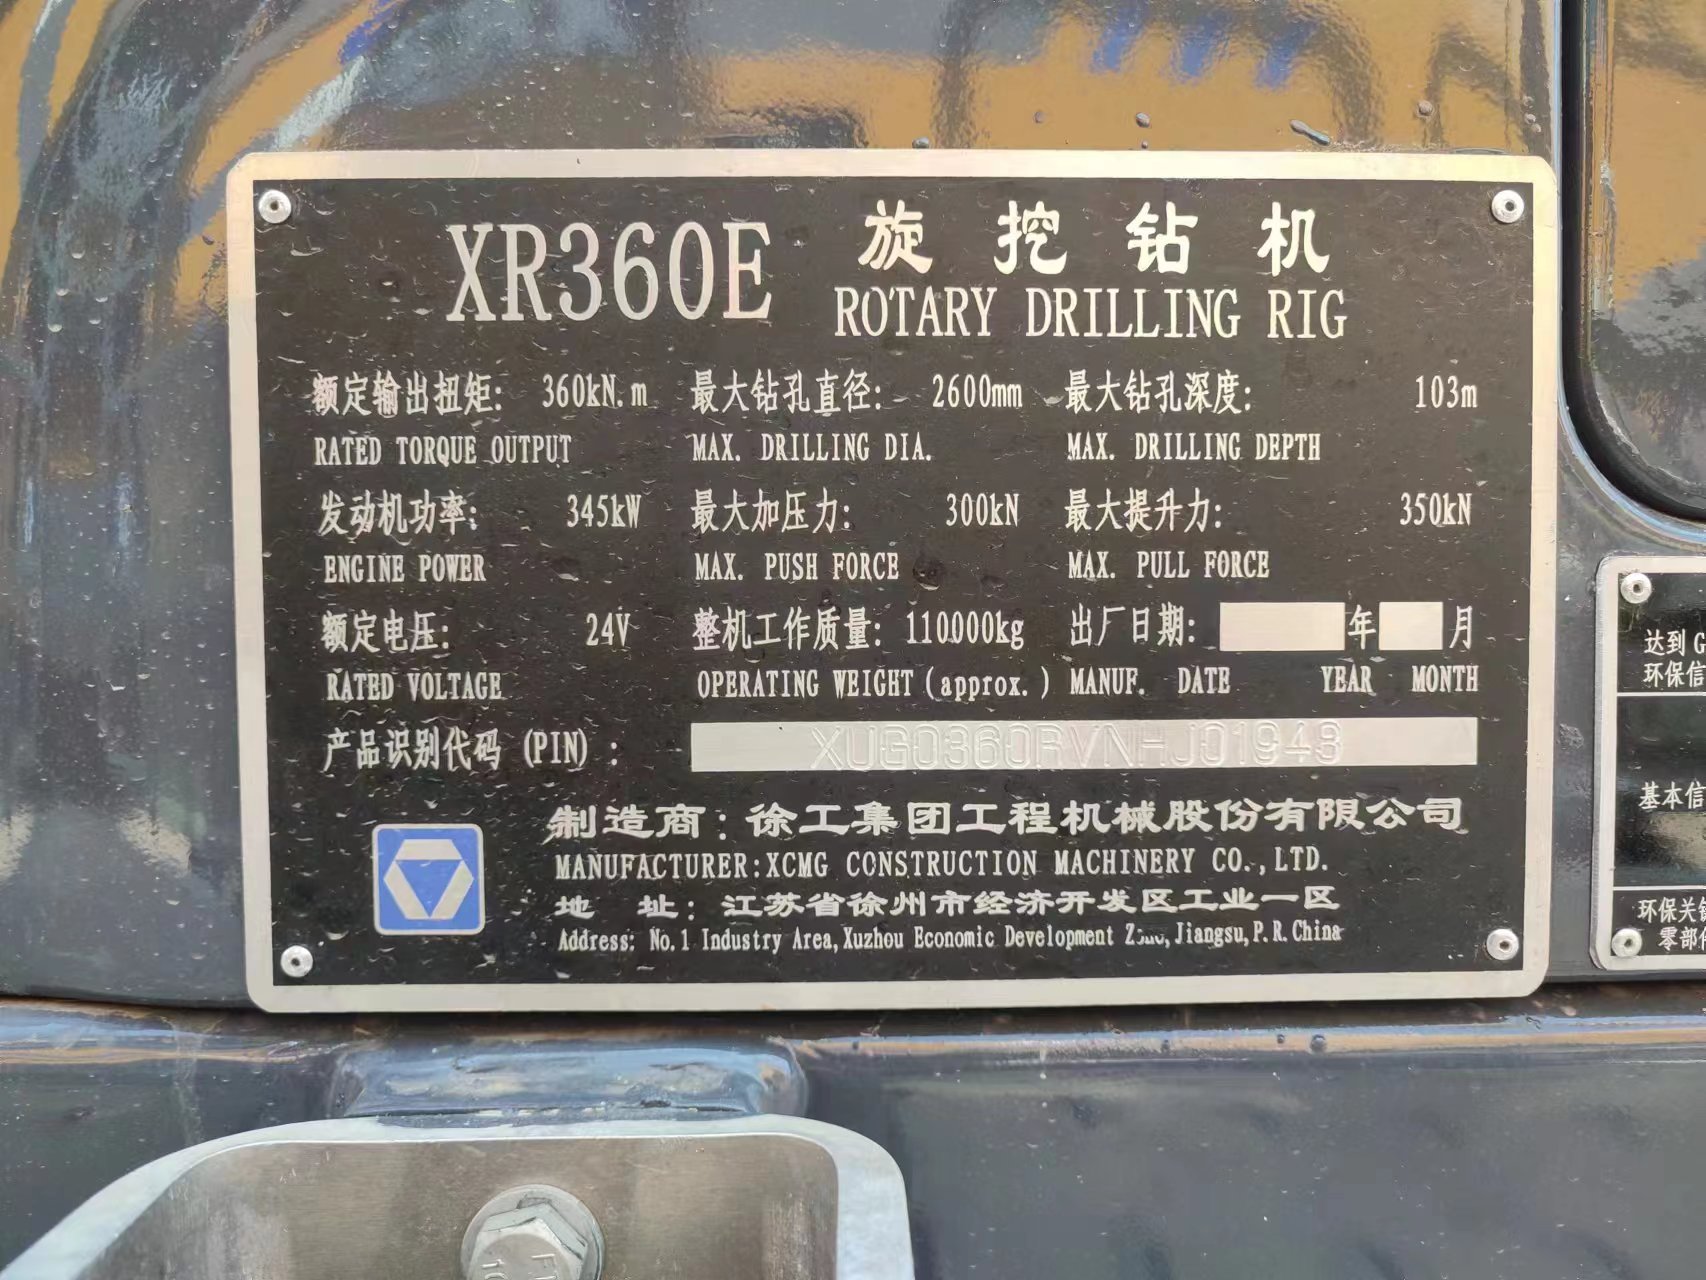 XR360E 旋挖钻机
ROTARY DRILLING RIG
额定输出扭矩: 360kN.m 最大钻孔直径: 2600mm 最大钻孔深度: 103m
RATED TORQUE OUTPUT MAX. DRILLING DIA. MAX. DRILLING DEPTH
发动机功率: 345kW 最大加压力: 300kN 最大提升力: 350kN
ENGINE POWER MAX. PUSH FORCE MAX. PULL FORCE
额定电压: 24V 整机工作质量: 110000kg 出厂日期: 年 月
RATED VOLTAGE OPERATING WEIGHT (approx.) MANUF. DATE YEAR MONTH
产品识别代码 (PIN) : XUG0360RVNHJ01943
制造商: 徐工集团工程机械股份有限公司
MANUFACTURER:XCMG CONSTRUCTION MACHINERY CO.,LTD.
地 址: 江苏省徐州市经济开发区工业一区
Address: No.1 Industry Area,Xuzhou Economic Development Jiangsu,P.R.China
达到G
环保信
基本信
环保关键
零部件
10